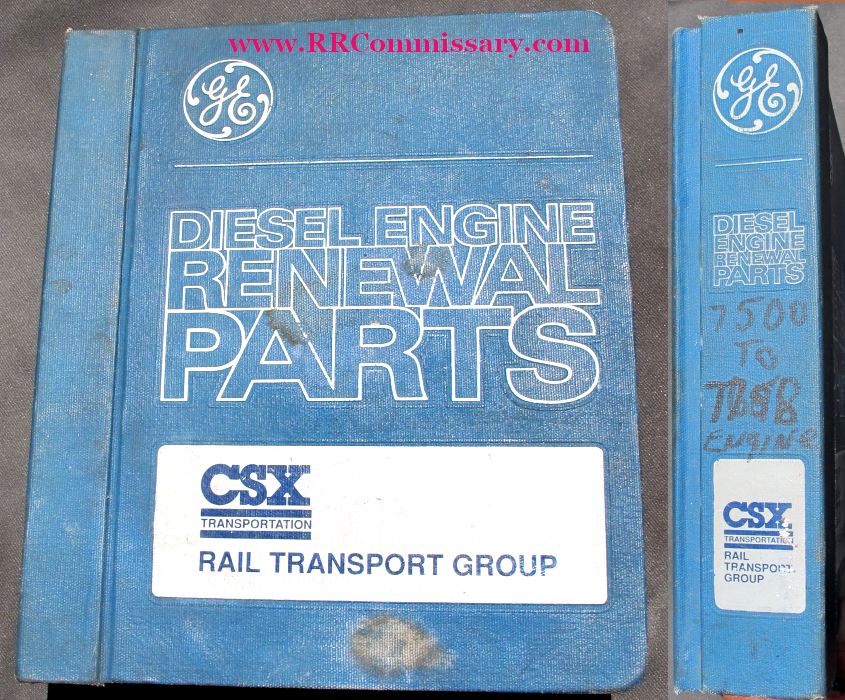 www.RRCommissary.com
GE
DIESEL ENGINE
RENEWAL
PARTS
CSX
TRANSPORTATION
RAIL TRANSPORT GROUP
GE
DIESEL
ENGINE
RENEWAL
PARTS
7500
TO
ENGINE
CSX
TRANSPORTATION
RAIL
TRANSPORT
GROUP